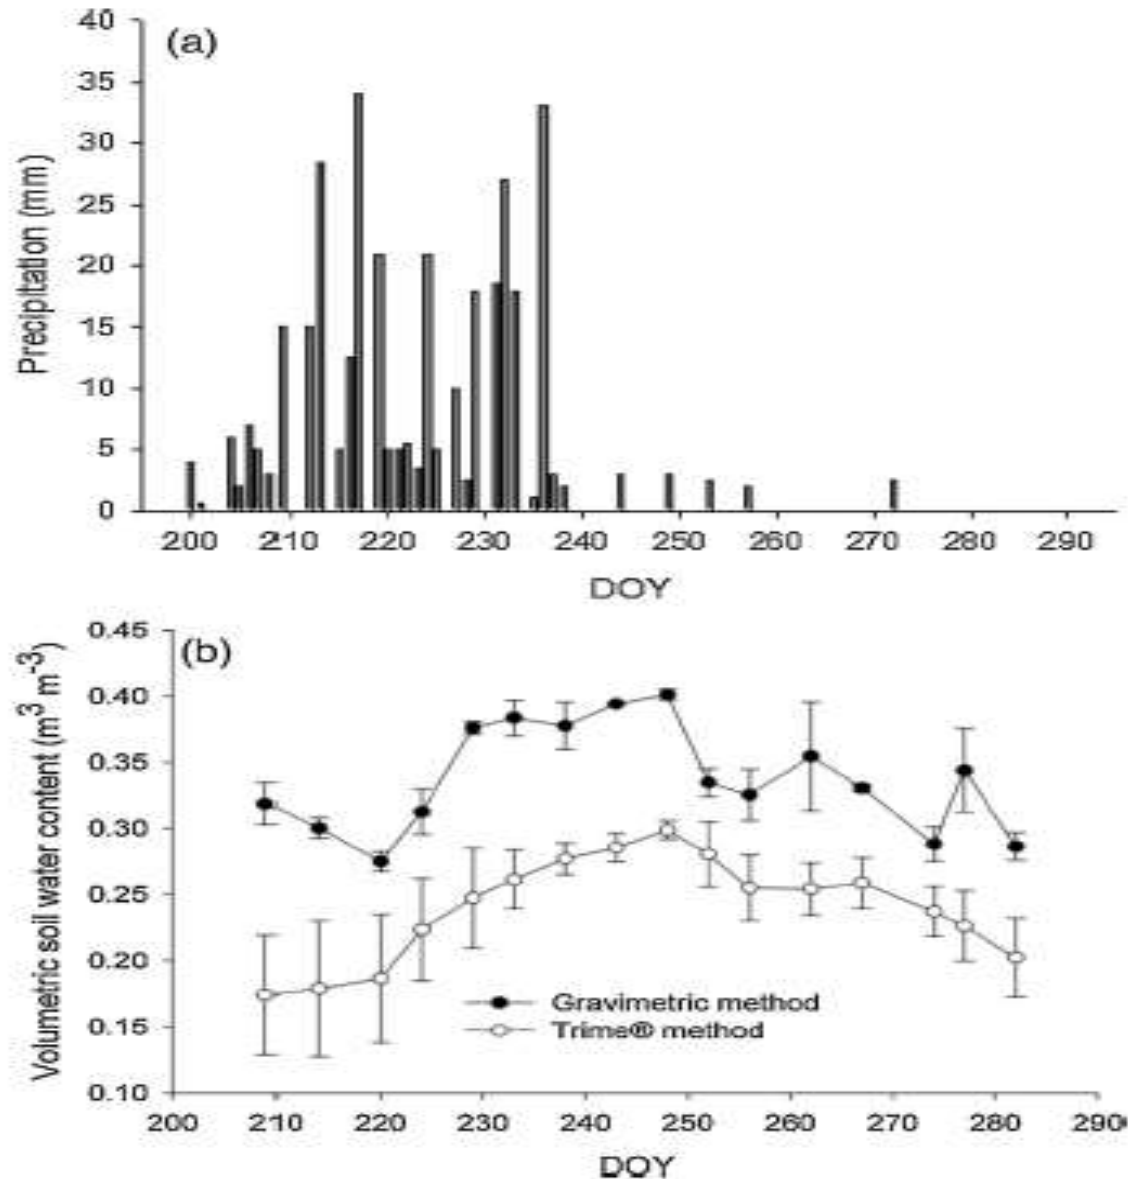 (a)
Precipitation (mm)
40
35
30
25
20
15
10
5
0
200 210 220 230 240 250 260 270 280 290
DOY
(b)
Volumetric soil water content (m³ m⁻³)
0.45
0.40
0.35
0.30
0.25
0.20
0.15
0.10
Gravimetric method
Trime® method
200 210 220 230 240 250 260 270 280 290
DOY